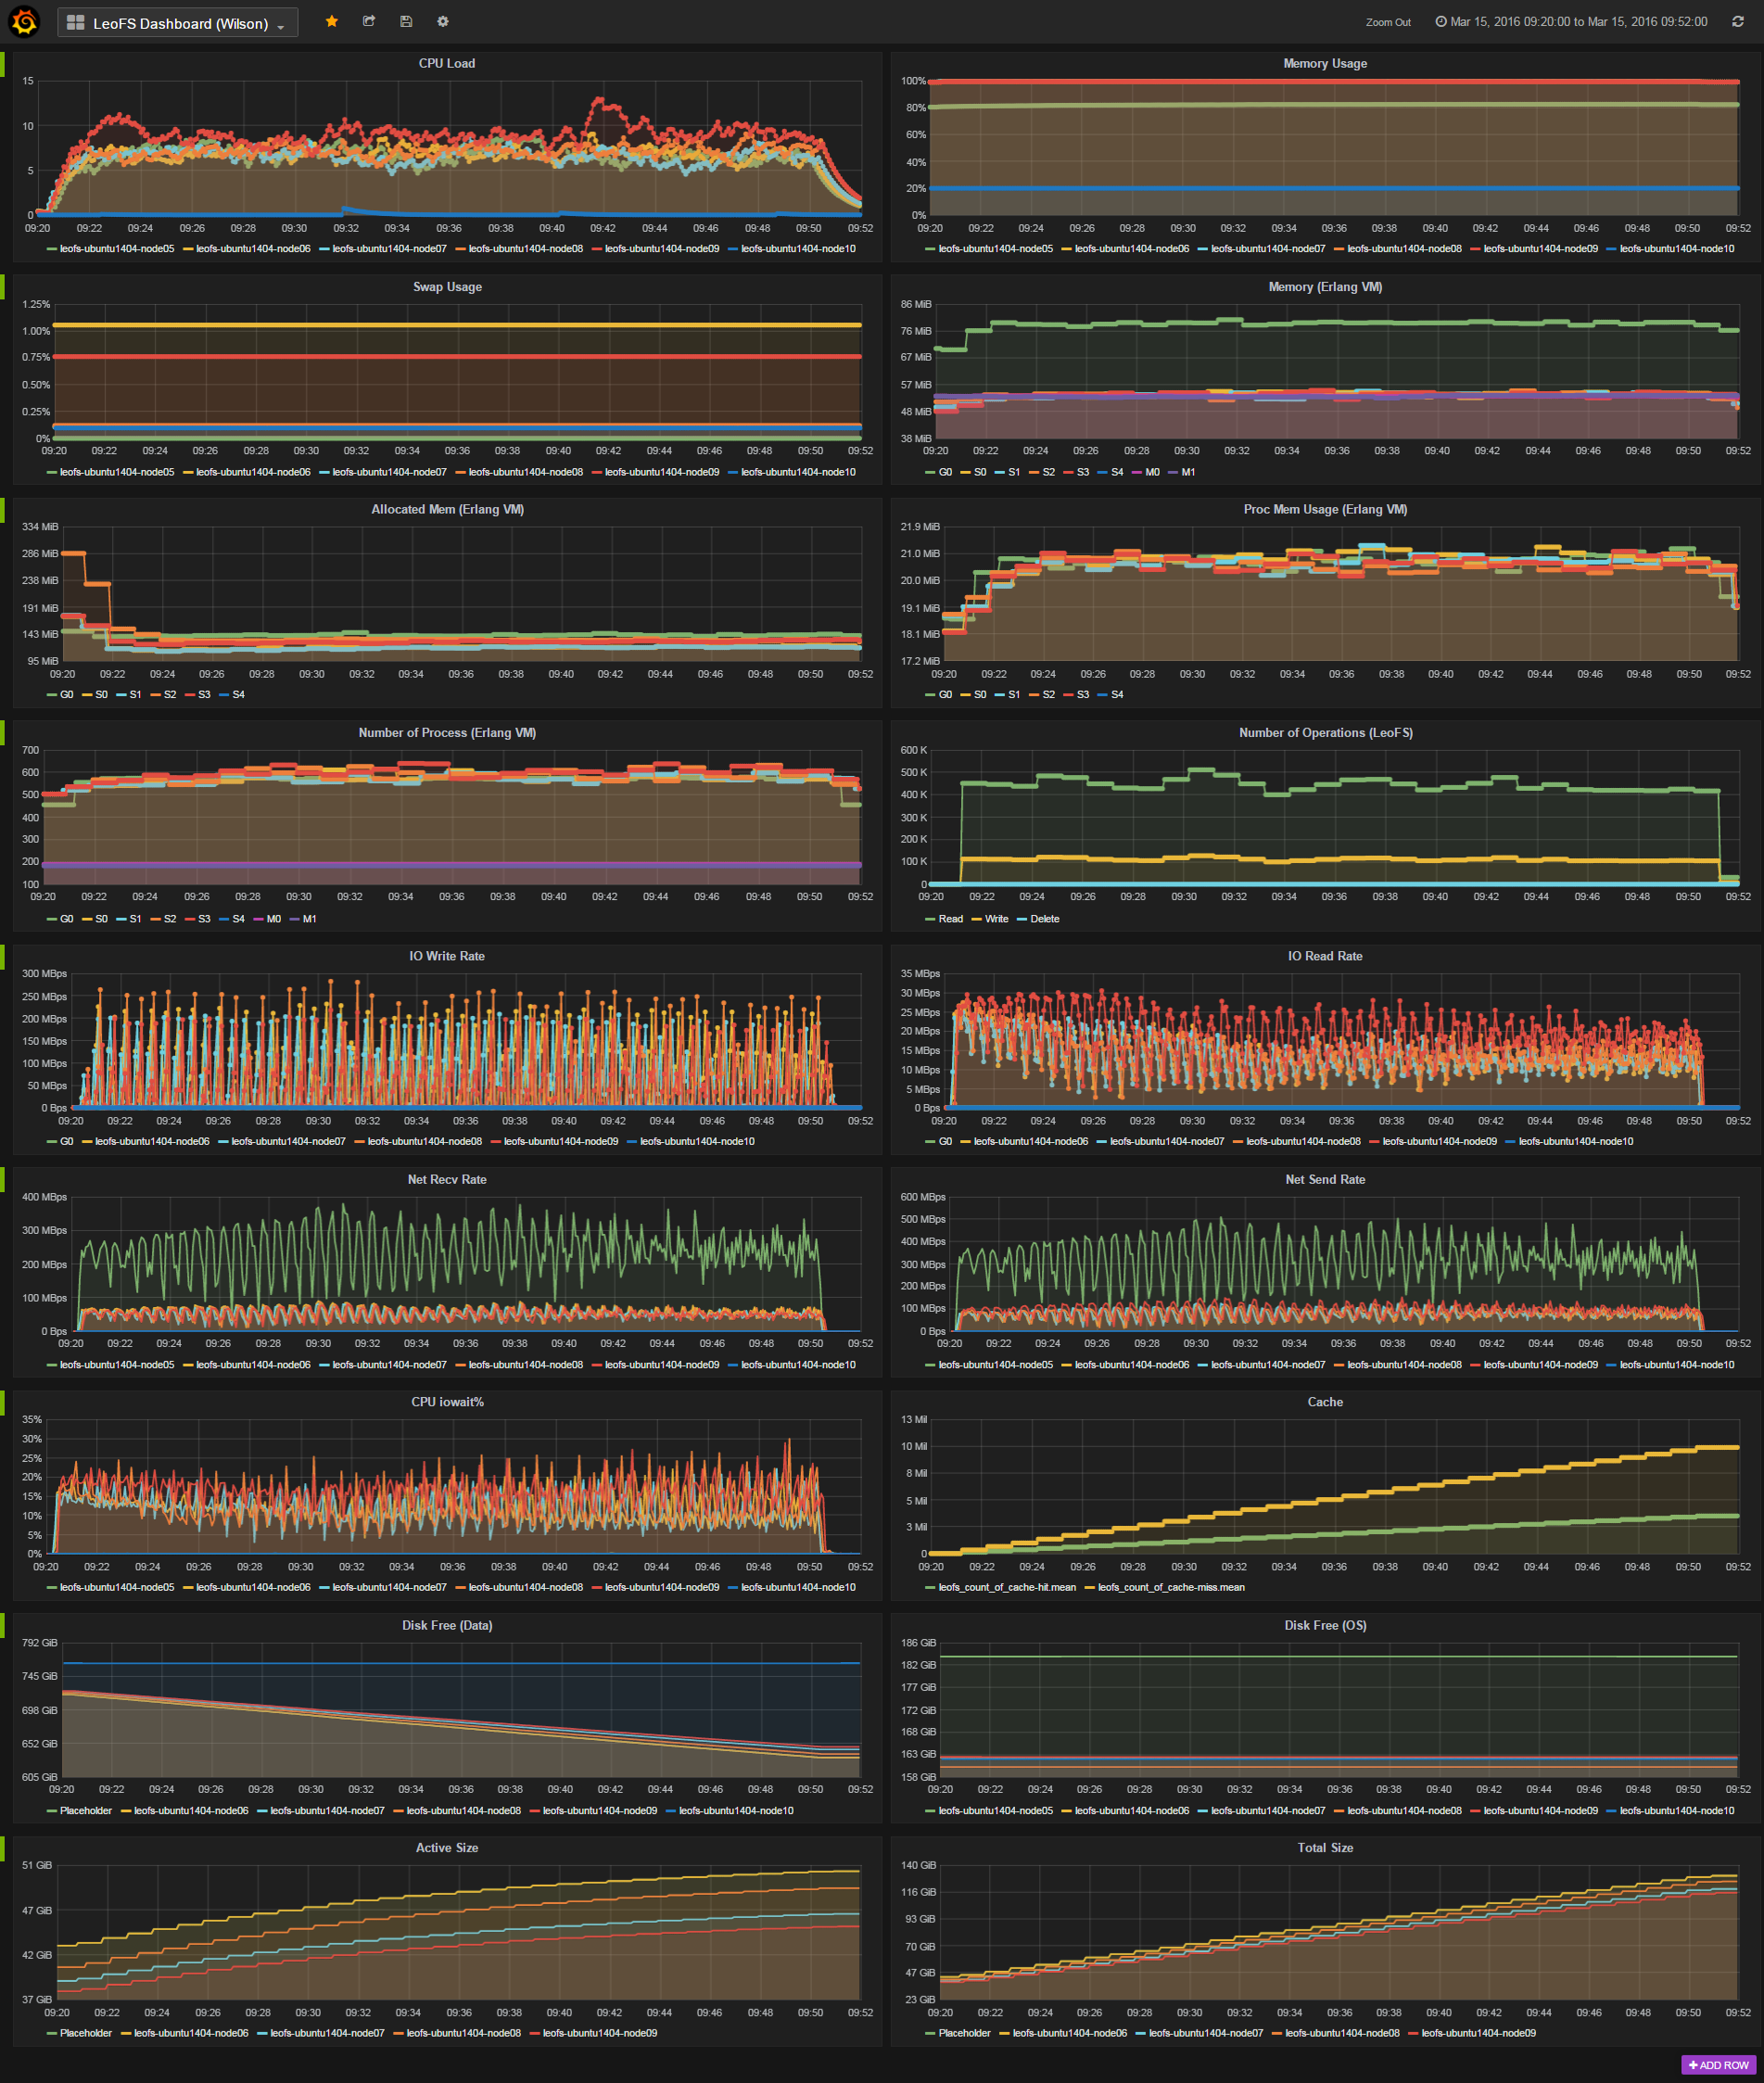 LeoFS Dashboard (Wilson)
Zoom Out
Mar 15, 2016 09:20:00 to Mar 15, 2016 09:52:00
CPU Load
15
10
5
0
09:20 09:22 09:24 09:26 09:28 09:30 09:32 09:34 09:36 09:38 09:40 09:42 09:44 09:46 09:48 09:50 09:52
leofs-ubuntu1404-node05 leofs-ubuntu1404-node06 leofs-ubuntu1404-node07 leofs-ubuntu1404-node08 leofs-ubuntu1404-node09 leofs-ubuntu1404-node10
Memory Usage
100%
80%
60%
40%
20%
0%
09:20 09:22 09:24 09:26 09:28 09:30 09:32 09:34 09:36 09:38 09:40 09:42 09:44 09:46 09:48 09:50 09:52
leofs-ubuntu1404-node05 leofs-ubuntu1404-node06 leofs-ubuntu1404-node07 leofs-ubuntu1404-node08 leofs-ubuntu1404-node09 leofs-ubuntu1404-node10
Swap Usage
1.25%
1.00%
0.75%
0.50%
0.25%
0%
09:20 09:22 09:24 09:26 09:28 09:30 09:32 09:34 09:36 09:38 09:40 09:42 09:44 09:46 09:48 09:50 09:52
leofs-ubuntu1404-node05 leofs-ubuntu1404-node06 leofs-ubuntu1404-node07 leofs-ubuntu1404-node08 leofs-ubuntu1404-node09 leofs-ubuntu1404-node10
Memory (Erlang VM)
86 MiB
76 MiB
67 MiB
57 MiB
48 MiB
38 MiB
09:20 09:22 09:24 09:26 09:28 09:30 09:32 09:34 09:36 09:38 09:40 09:42 09:44 09:46 09:48 09:50 09:52
G0 S0 S1 S2 S3 S4 M0 M1
Allocated Mem (Erlang VM)
334 MiB
286 MiB
238 MiB
191 MiB
143 MiB
95 MiB
09:20 09:22 09:24 09:26 09:28 09:30 09:32 09:34 09:36 09:38 09:40 09:42 09:44 09:46 09:48 09:50 09:52
G0 S0 S1 S2 S3 S4
Proc Mem Usage (Erlang VM)
21.9 MiB
21.0 MiB
20.0 MiB
19.1 MiB
18.1 MiB
17.2 MiB
09:20 09:22 09:24 09:26 09:28 09:30 09:32 09:34 09:36 09:38 09:40 09:42 09:44 09:46 09:48 09:50 09:52
G0 S0 S1 S2 S3 S4
Number of Process (Erlang VM)
700
600
500
400
300
200
100
09:20 09:22 09:24 09:26 09:28 09:30 09:32 09:34 09:36 09:38 09:40 09:42 09:44 09:46 09:48 09:50 09:52
G0 S0 S1 S2 S3 S4 M0 M1
Number of Operations (LeoFS)
600 K
500 K
400 K
300 K
200 K
100 K
0
09:20 09:22 09:24 09:26 09:28 09:30 09:32 09:34 09:36 09:38 09:40 09:42 09:44 09:46 09:48 09:50 09:52
Read Write Delete
IO Write Rate
300 MBps
250 MBps
200 MBps
150 MBps
100 MBps
50 MBps
0 Bps
09:20 09:22 09:24 09:26 09:28 09:30 09:32 09:34 09:36 09:38 09:40 09:42 09:44 09:46 09:48 09:50 09:52
G0 leofs-ubuntu1404-node06 leofs-ubuntu1404-node07 leofs-ubuntu1404-node08 leofs-ubuntu1404-node09 leofs-ubuntu1404-node10
IO Read Rate
35 MBps
30 MBps
25 MBps
20 MBps
15 MBps
10 MBps
5 MBps
0 Bps
09:20 09:22 09:24 09:26 09:28 09:30 09:32 09:34 09:36 09:38 09:40 09:42 09:44 09:46 09:48 09:50 09:52
G0 leofs-ubuntu1404-node06 leofs-ubuntu1404-node07 leofs-ubuntu1404-node08 leofs-ubuntu1404-node09 leofs-ubuntu1404-node10
Net Recv Rate
400 MBps
300 MBps
200 MBps
100 MBps
0 Bps
09:20 09:22 09:24 09:26 09:28 09:30 09:32 09:34 09:36 09:38 09:40 09:42 09:44 09:46 09:48 09:50 09:52
leofs-ubuntu1404-node05 leofs-ubuntu1404-node06 leofs-ubuntu1404-node07 leofs-ubuntu1404-node08 leofs-ubuntu1404-node09 leofs-ubuntu1404-node10
Net Send Rate
600 MBps
500 MBps
400 MBps
300 MBps
200 MBps
100 MBps
0 Bps
09:20 09:22 09:24 09:26 09:28 09:30 09:32 09:34 09:36 09:38 09:40 09:42 09:44 09:46 09:48 09:50 09:52
leofs-ubuntu1404-node05 leofs-ubuntu1404-node06 leofs-ubuntu1404-node07 leofs-ubuntu1404-node08 leofs-ubuntu1404-node09 leofs-ubuntu1404-node10
CPU iowait%
35%
30%
25%
20%
15%
10%
5%
0%
09:20 09:22 09:24 09:26 09:28 09:30 09:32 09:34 09:36 09:38 09:40 09:42 09:44 09:46 09:48 09:50 09:52
leofs-ubuntu1404-node05 leofs-ubuntu1404-node06 leofs-ubuntu1404-node07 leofs-ubuntu1404-node08 leofs-ubuntu1404-node09 leofs-ubuntu1404-node10
Cache
13 Mil
10 Mil
8 Mil
5 Mil
3 Mil
0
09:20 09:22 09:24 09:26 09:28 09:30 09:32 09:34 09:36 09:38 09:40 09:42 09:44 09:46 09:48 09:50 09:52
leofs_count_of_cache-hit.mean leofs_count_of_cache-miss.mean
Disk Free (Data)
792 GiB
745 GiB
698 GiB
652 GiB
605 GiB
09:20 09:22 09:24 09:26 09:28 09:30 09:32 09:34 09:36 09:38 09:40 09:42 09:44 09:46 09:48 09:50 09:52
Placeholder leofs-ubuntu1404-node06 leofs-ubuntu1404-node07 leofs-ubuntu1404-node08 leofs-ubuntu1404-node09 leofs-ubuntu1404-node10
Disk Free (OS)
186 GiB
182 GiB
177 GiB
172 GiB
168 GiB
163 GiB
158 GiB
09:20 09:22 09:24 09:26 09:28 09:30 09:32 09:34 09:36 09:38 09:40 09:42 09:44 09:46 09:48 09:50 09:52
leofs-ubuntu1404-node05 leofs-ubuntu1404-node06 leofs-ubuntu1404-node07 leofs-ubuntu1404-node08 leofs-ubuntu1404-node09 leofs-ubuntu1404-node10
Active Size
51 GiB
47 GiB
42 GiB
37 GiB
09:20 09:22 09:24 09:26 09:28 09:30 09:32 09:34 09:36 09:38 09:40 09:42 09:44 09:46 09:48 09:50 09:52
Placeholder leofs-ubuntu1404-node06 leofs-ubuntu1404-node07 leofs-ubuntu1404-node08 leofs-ubuntu1404-node09
Total Size
140 GiB
116 GiB
93 GiB
70 GiB
47 GiB
23 GiB
09:20 09:22 09:24 09:26 09:28 09:30 09:32 09:34 09:36 09:38 09:40 09:42 09:44 09:46 09:48 09:50 09:52
Placeholder leofs-ubuntu1404-node06 leofs-ubuntu1404-node07 leofs-ubuntu1404-node08 leofs-ubuntu1404-node09
ADD ROW